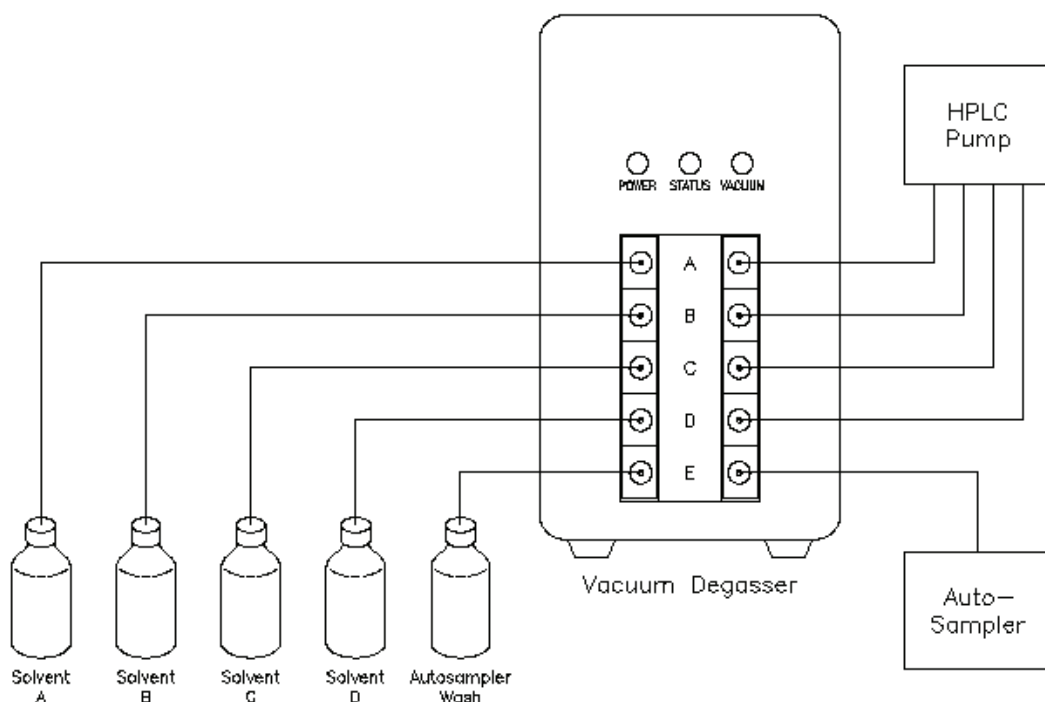 HPLC
Pump
POWER STATUS VACUUM
A
B
C
D
E
Vacuum Degasser
Auto-
Sampler
Solvent
A
Solvent
B
Solvent
C
Solvent
D
Autosampler
Wash